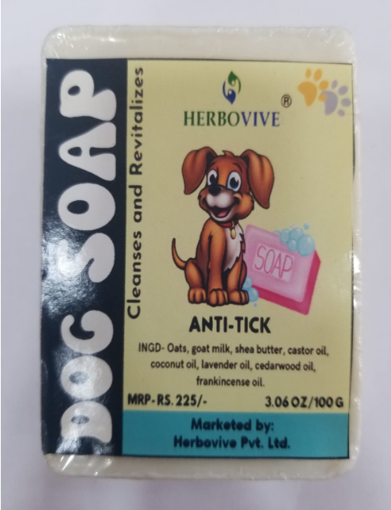 DOG SOAP
Cleanses and Revitalizes
HERBOVIVE ®
SOAP
ANTI-TICK
INGD- Oats, goat milk, shea butter, castor oil,
coconut oil, lavender oil, cedarwood oil,
frankincense oil.
MRP-RS. 225/- 3.06 OZ/100 G
Marketed by:
Herbovive Pvt. Ltd.